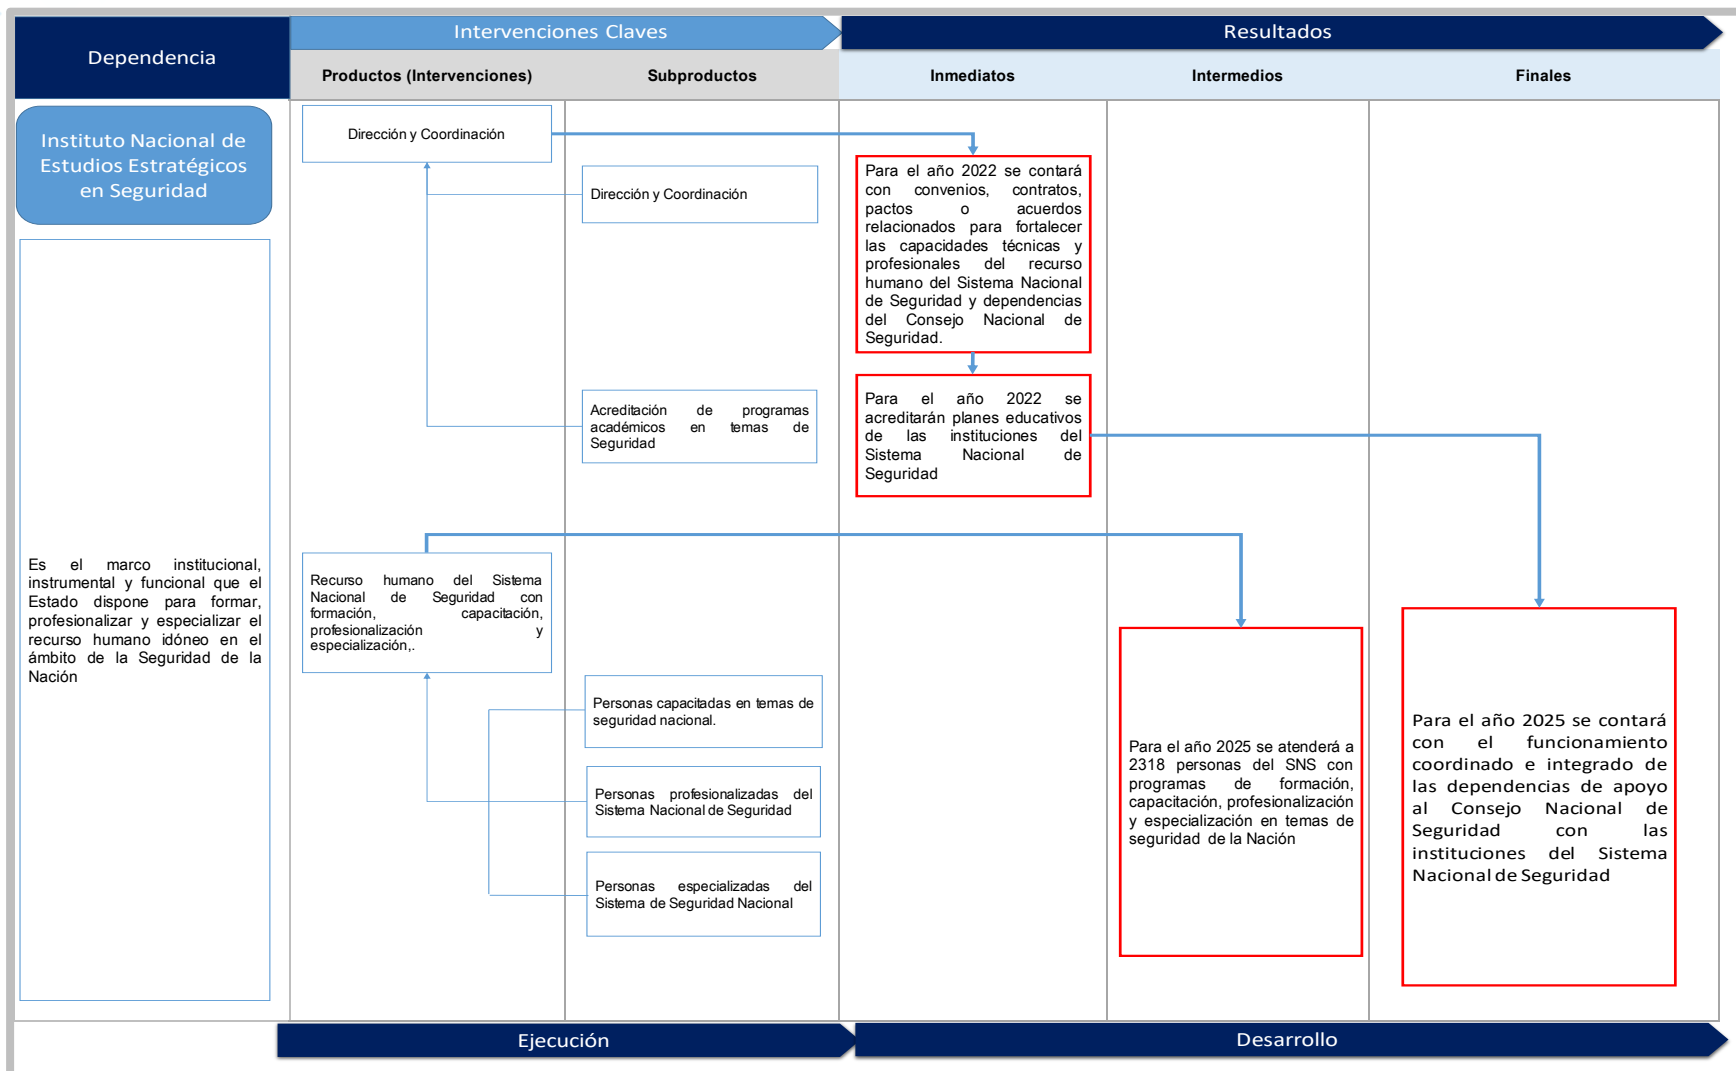 Dependencia
Intervenciones Claves
Resultados
Productos (Intervenciones)
Subproductos
Inmediatos
Intermedios
Finales
Instituto Nacional de
Estudios Estratégicos
en Seguridad
Es el marco institucional,
instrumental y funcional que el
Estado dispone para formar,
profesionalizar y especializar el
recurso humano idóneo en el
ámbito de la Seguridad de la
Nación
Dirección y Coordinación
Dirección y Coordinación
Acreditación de programas
académicos en temas de
Seguridad
Recurso humano del Sistema
Nacional de Seguridad con
formación, capacitación,
profesionalización y
especialización,.
Personas capacitadas en temas de
seguridad nacional.
Personas profesionalizadas del
Sistema Nacional de Seguridad
Personas especializadas del
Sistema de Seguridad Nacional
Para el año 2022 se contará
con convenios, contratos,
pactos o acuerdos
relacionados para fortalecer
las capacidades técnicas y
profesionales del recurso
humano del Sistema Nacional
de Seguridad y dependencias
del Consejo Nacional de
Seguridad.
Para el año 2022 se
acreditarán planes educativos
de las instituciones del
Sistema Nacional de
Seguridad
Para el año 2025 se atenderá a
2318 personas del SNS con
programas de formación,
capacitación, profesionalización
y especialización en temas de
seguridad de la Nación
Para el año 2025 se contará
con el funcionamiento
coordinado e integrado de
las dependencias de apoyo
al Consejo Nacional de
Seguridad con las
instituciones del Sistema
Nacional de Seguridad
Ejecución
Desarrollo